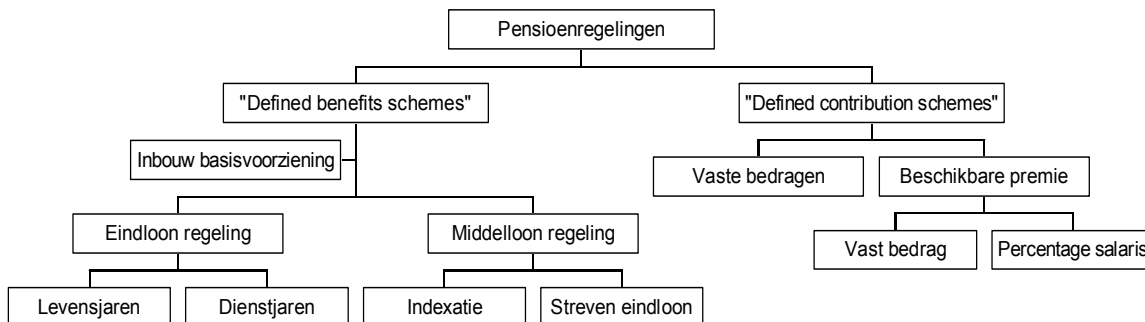 Pensioenregelingen
"Defined benefits schemes"
"Defined contribution schemes"
Inbouw basisvoorziening
Vaste bedragen
Beschikbare premie
Eindloon regeling
Middelloon regeling
Vast bedrag
Percentage salaris
Levensjaren
Dienstjaren
Indexatie
Streven eindloon